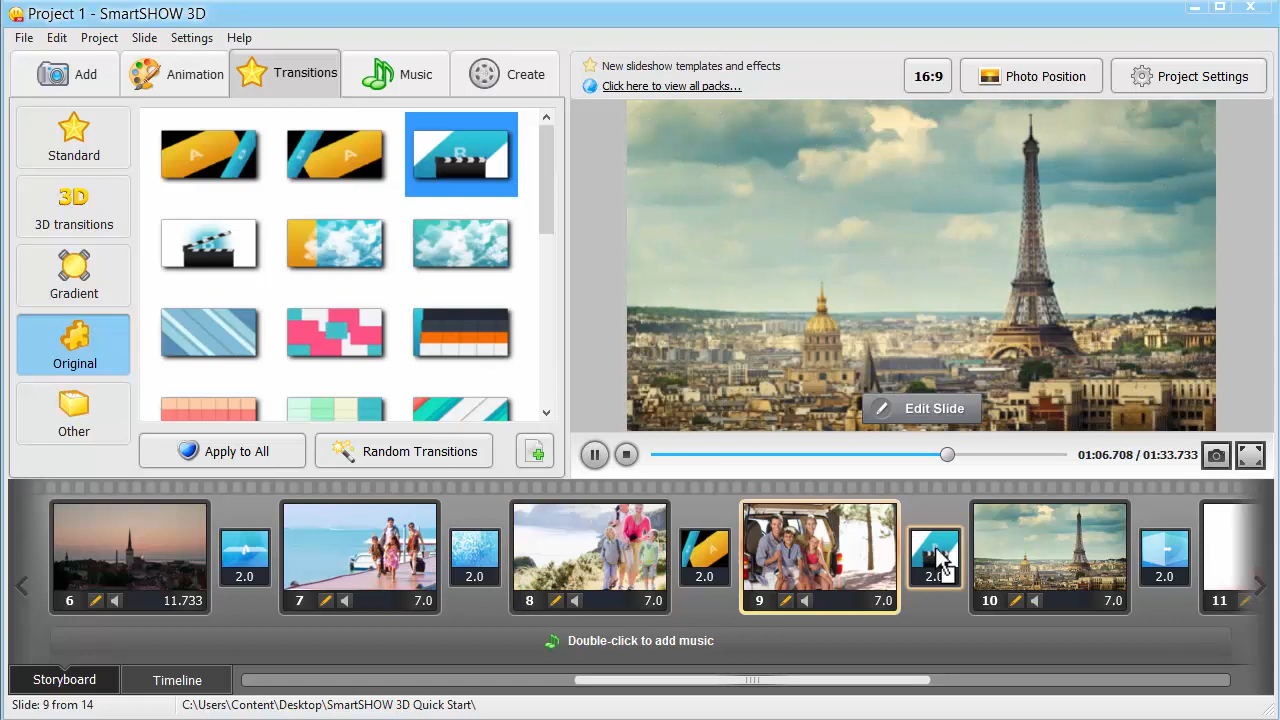 Project 1 - SmartSHOW 3D
File Edit Project Slide Settings Help
Add Animation Transitions Music Create
New slideshow templates and effects
Click here to view all packs...
16:9 Photo Position Project Settings
Standard
3D
3D transitions
Gradient
Original
Other
A B
B A
B
Apply to All Random Transitions
Edit Slide
01:06.708 / 01:33.733
2.0 2.0 2.0 2.0 2.0
6 11.733 7 7.0 8 7.0 9 7.0 10 7.0 11
Double-click to add music
Storyboard Timeline
Slide: 9 from 14 C:\Users\Content\Desktop\SmartSHOW 3D Quick Start\